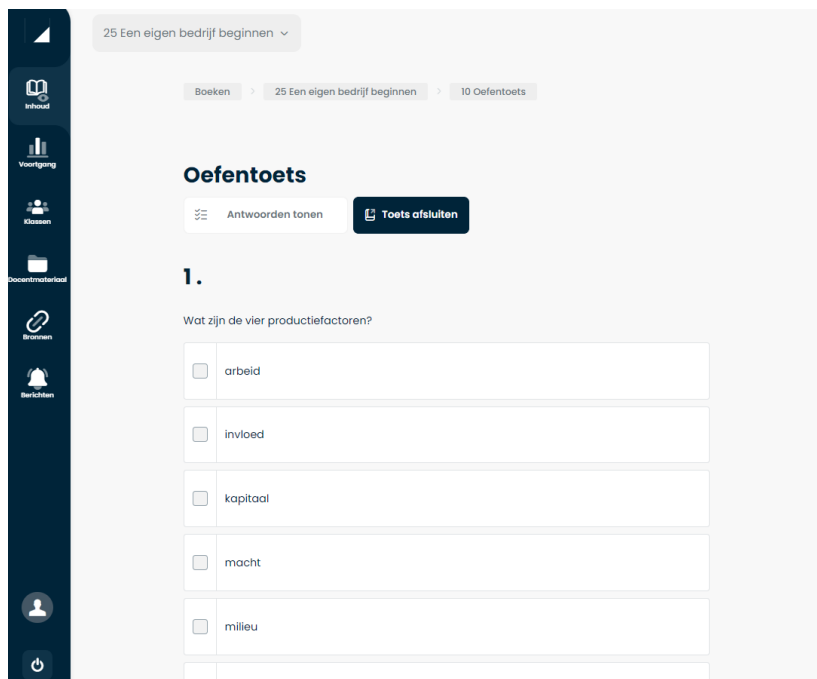 25 Een eigen bedrijf beginnen
Inhoud
Boeken > 25 Een eigen bedrijf beginnen > 10 Oefentoets
Voortgang
Oefentoets
Klassen
Antwoorden tonen
Toets afsluiten
Docentmateriaal
1.
Wat zijn de vier productiefactoren?
Bronnen
arbeid
Berichten
invloed
kapitaal
macht
milieu